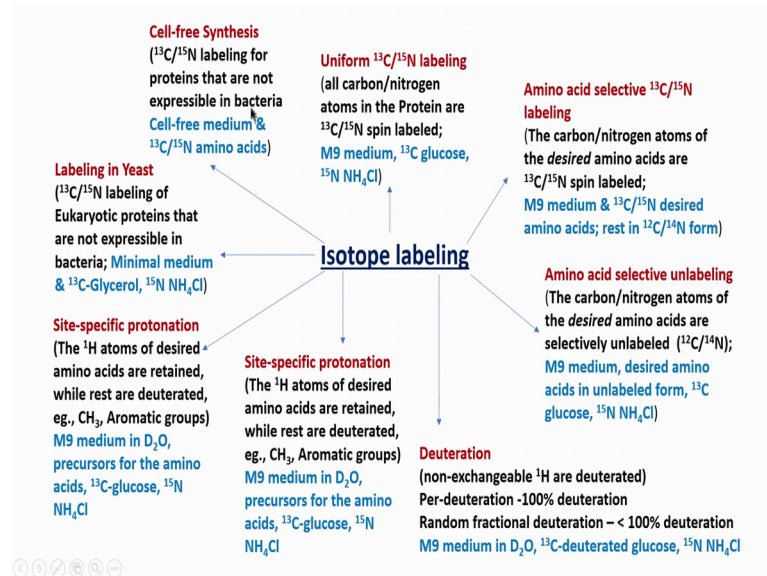 Cell-free Synthesis
(¹³C/¹⁵N labeling for
proteins that are not
expressible in bacteria
Cell-free medium &
¹³C/¹⁵N amino acids)
Uniform ¹³C/¹⁵N labeling
(all carbon/nitrogen
atoms in the Protein are
¹³C/¹⁵N spin labeled;
M9 medium, ¹³C glucose,
¹⁵N NH₄Cl)
Amino acid selective ¹³C/¹⁵N
labeling
(The carbon/nitrogen atoms of
the desired amino acids are
¹³C/¹⁵N spin labeled;
M9 medium & ¹³C/¹⁵N desired
amino acids; rest in ¹²C/¹⁴N form)
Labeling in Yeast
(¹³C/¹⁵N labeling of
Eukaryotic proteins that
are not expressible in
bacteria; Minimal medium
& ¹³C-Glycerol, ¹⁵N NH₄Cl)
Isotope labeling
Amino acid selective unlabeling
(The carbon/nitrogen atoms of
the desired amino acids are
selectively unlabeled (¹²C/¹⁴N);
M9 medium, desired amino
acids in unlabeled form, ¹³C
glucose, ¹⁵N NH₄Cl)
Site-specific protonation
(The ¹H atoms of desired
amino acids are retained,
while rest are deuterated,
eg., CH₃, Aromatic groups)
M9 medium in D₂O,
precursors for the amino
acids, ¹³C-glucose, ¹⁵N
NH₄Cl
Site-specific protonation
(The ¹H atoms of desired
amino acids are retained,
while rest are deuterated,
eg., CH₃, Aromatic groups)
M9 medium in D₂O,
precursors for the amino
acids, ¹³C-glucose, ¹⁵N
NH₄Cl
Deuteration
(non-exchangeable ¹H are deuterated)
Per-deuteration -100% deuteration
Random fractional deuteration – < 100% deuteration
M9 medium in D₂O, ¹³C-deuterated glucose, ¹⁵N NH₄Cl